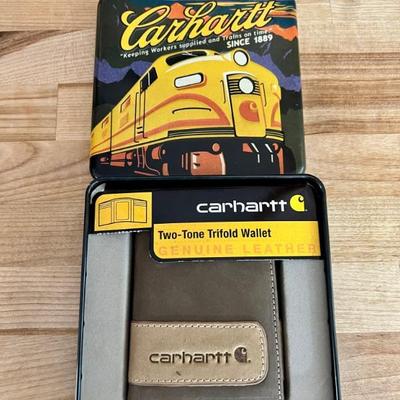 Carhartt
"Keeping Workers supplied and Trains on time"
SINCE 1889
carhartt
Two-Tone Trifold Wallet
GENUINE LEATHER
carhartt